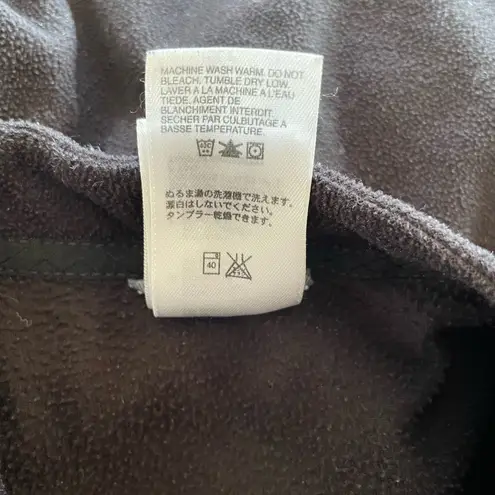 MACHINE WASH WARM. DO NOT
BLEACH. TUMBLE DRY LOW.
LAVER A LA MACHINE A L'EAU
TIEDE. AGENT DE
BLANCHIMENT INTERDIT.
SECHER PAR CULBUTAGE A
BASSE TEMPERATURE.
40C
ぬるま湯の洗濯機で洗えます。
漂白はしないでください。
タンブラー乾燥できます。
40